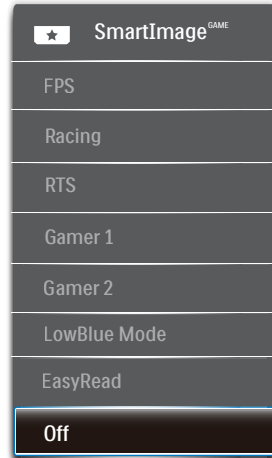 SmartImage GAME
FPS
Racing
RTS
Gamer 1
Gamer 2
LowBlue Mode
EasyRead
Off